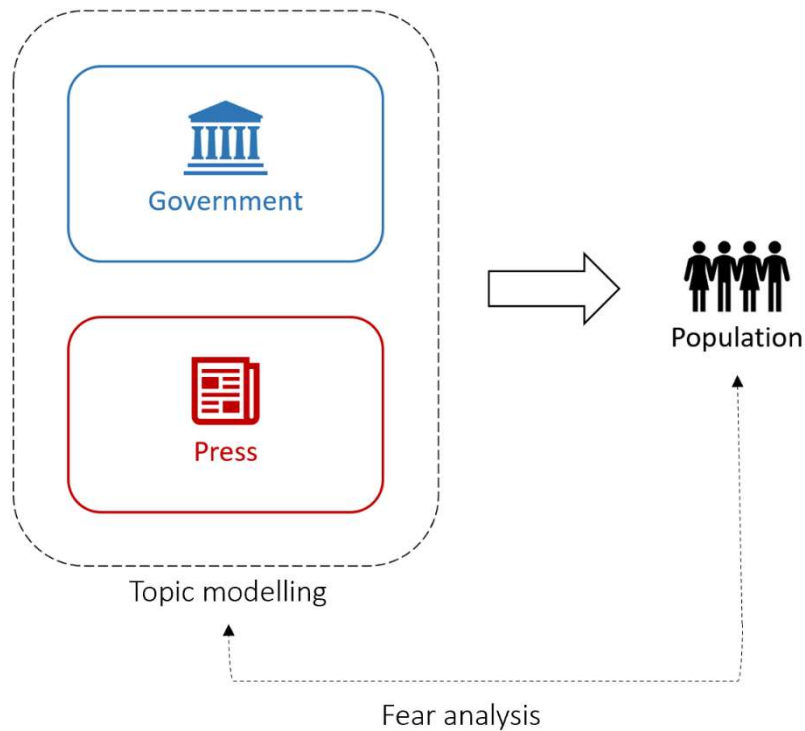 Government
Population
Press
Topic modelling
Fear analysis